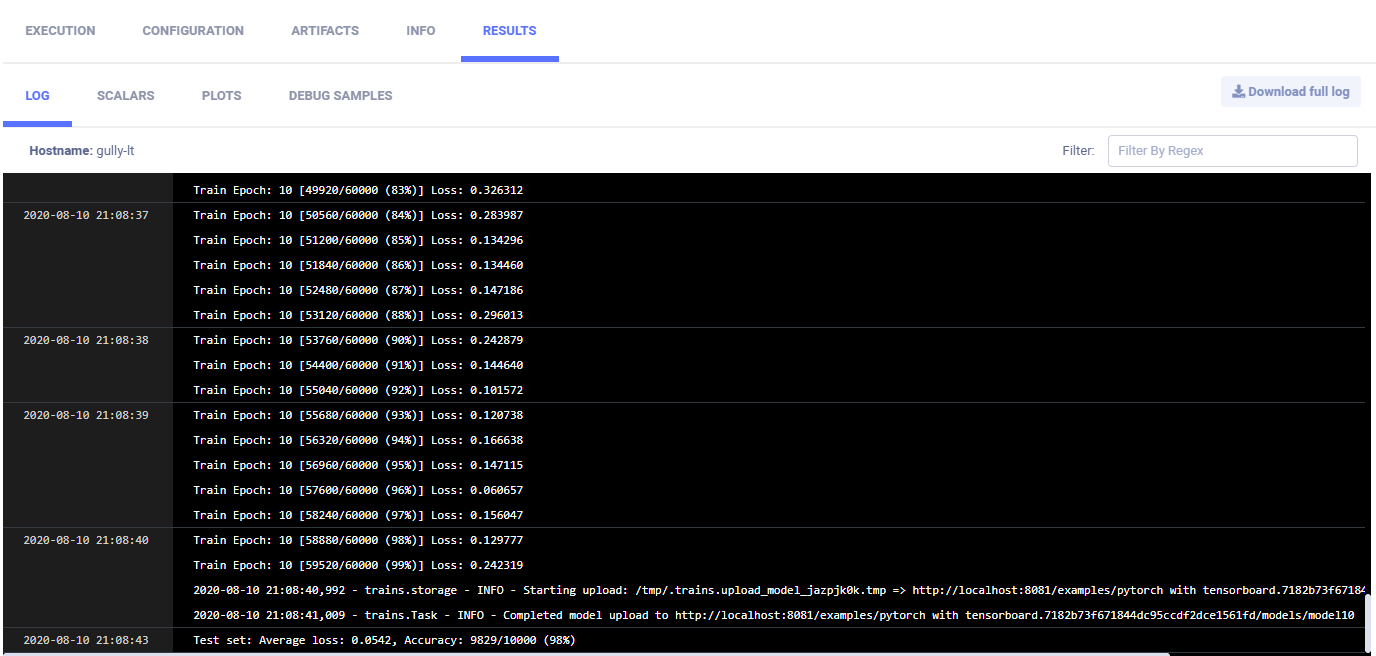 EXECUTION CONFIGURATION ARTIFACTS INFO RESULTS
LOG SCALARS PLOTS DEBUG SAMPLES Download full log
Hostname: gully-lt Filter: Filter By Regex
Train Epoch: 10 [49920/60000 (83%)] Loss: 0.326312
2020-08-10 21:08:37 Train Epoch: 10 [50560/60000 (84%)] Loss: 0.283987
Train Epoch: 10 [51200/60000 (85%)] Loss: 0.134296
Train Epoch: 10 [51840/60000 (86%)] Loss: 0.134460
Train Epoch: 10 [52480/60000 (87%)] Loss: 0.147186
Train Epoch: 10 [53120/60000 (88%)] Loss: 0.296013
2020-08-10 21:08:38 Train Epoch: 10 [53760/60000 (90%)] Loss: 0.242879
Train Epoch: 10 [54400/60000 (91%)] Loss: 0.144640
Train Epoch: 10 [55040/60000 (92%)] Loss: 0.101572
2020-08-10 21:08:39 Train Epoch: 10 [55680/60000 (93%)] Loss: 0.120738
Train Epoch: 10 [56320/60000 (94%)] Loss: 0.166638
Train Epoch: 10 [56960/60000 (95%)] Loss: 0.147115
Train Epoch: 10 [57600/60000 (96%)] Loss: 0.060657
Train Epoch: 10 [58240/60000 (97%)] Loss: 0.156047
2020-08-10 21:08:40 Train Epoch: 10 [58880/60000 (98%)] Loss: 0.129777
Train Epoch: 10 [59520/60000 (99%)] Loss: 0.242319
2020-08-10 21:08:40,992 - trains.storage - INFO - Starting upload: /tmp/.trains.upload_model_jazpjk0k.tmp => http://localhost:8081/examples/pytorch with tensorboard.7182b73f671844
2020-08-10 21:08:41,009 - trains.Task - INFO - Completed model upload to http://localhost:8081/examples/pytorch with tensorboard.7182b73f671844dc95ccdf2dce1561fd/models/model10
2020-08-10 21:08:43 Test set: Average loss: 0.0542, Accuracy: 9829/10000 (98%)